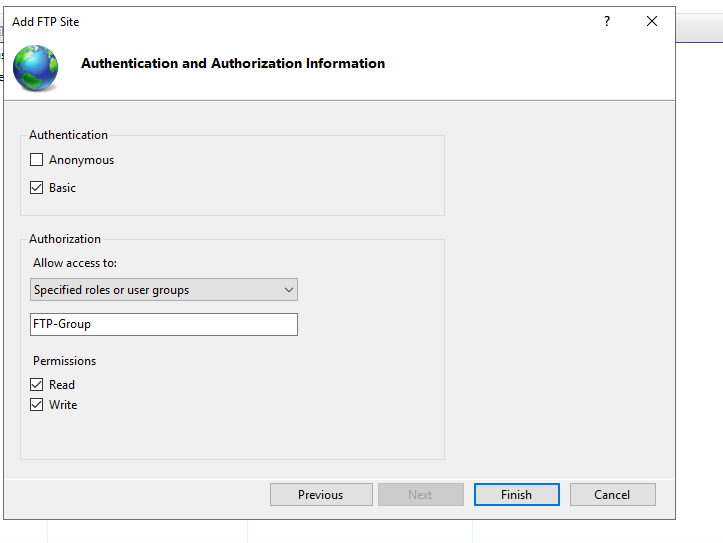 Add FTP Site
?
Authentication and Authorization Information
Authentication
Anonymous
Basic
Authorization
Allow access to:
Specified roles or user groups
FTP-Group
Permissions
Read
Write
Previous
Next
Finish
Cancel